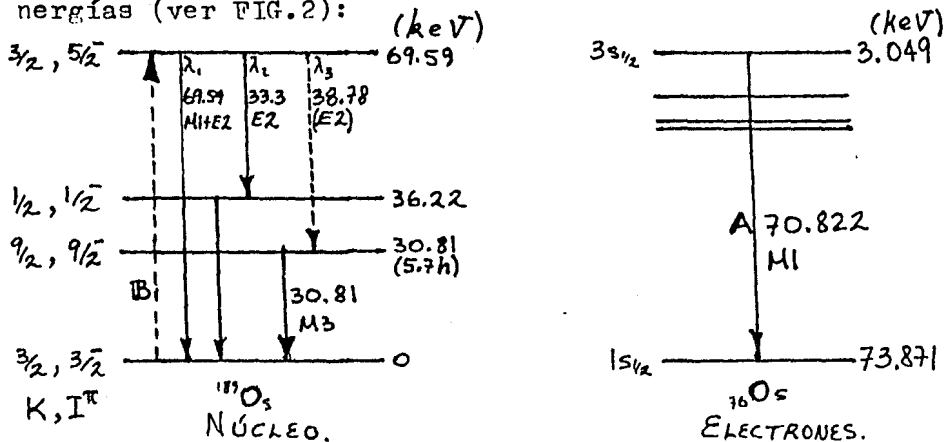 nergías (ver FIG.2):
(keV)
3/2, 5/2⁻ 69.59
λ₁ λ₂ λ₃
69.59 33.3 38.78
M1+E2 E2 (E2)
1/2, 1/2⁻ 36.22
9/2, 9/2⁻ 30.81
(5.7h)
B
30.81
M3
3/2, 3/2⁻ 0
K, Iπ
¹⁸⁹Os
NÚCLEO.
(keV)
3s₁/₂ 3.049
A 70.822
M1
1s₁/₂ 73.871
₇₆Os
ELECTRONES.